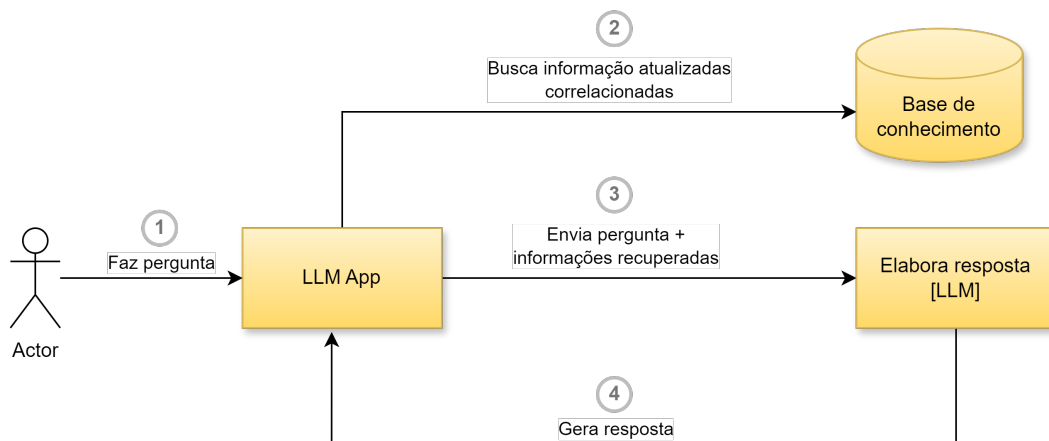 2
Busca informação atualizadas
correlacionadas
Base de
conhecimento
3
1
Envia pergunta +
informações recuperadas
Faz pergunta
LLM App
Elabora resposta
[LLM]
Actor
4
Gera resposta